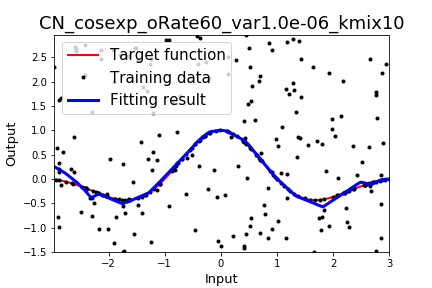 CN_cosexp_oRate60_var1.0e-06_kmix10
Target function
Training data
Fitting result
Output
2.5
2.0
1.5
1.0
0.5
0.0
−0.5
−1.0
−1.5
−2 −1 0 1 2 3
Input